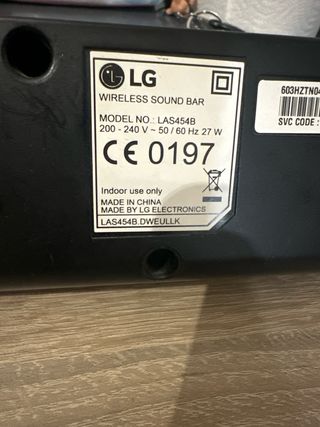 LG
WIRELESS SOUND BAR
MODEL NO.: LAS454B
200 - 240 V ~ 50 / 60 Hz 27 W
CE 0197
Indoor use only
MADE IN CHINA
MADE BY LG ELECTRONICS
LAS454B.DWEULLK
603HZTN04
SVC CODE :